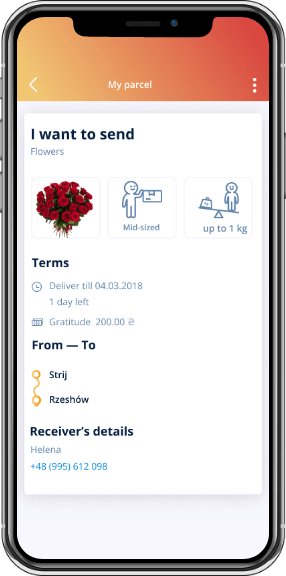 My parcel
I want to send
Flowers
Mid-sized
up to 1 kg
Terms
Deliver till 04.03.2018
1 day left
Gratitude 200.00 ₴
From — To
Strij
Rzeshów
Receiver's details
Helena
+48 (995) 612 098